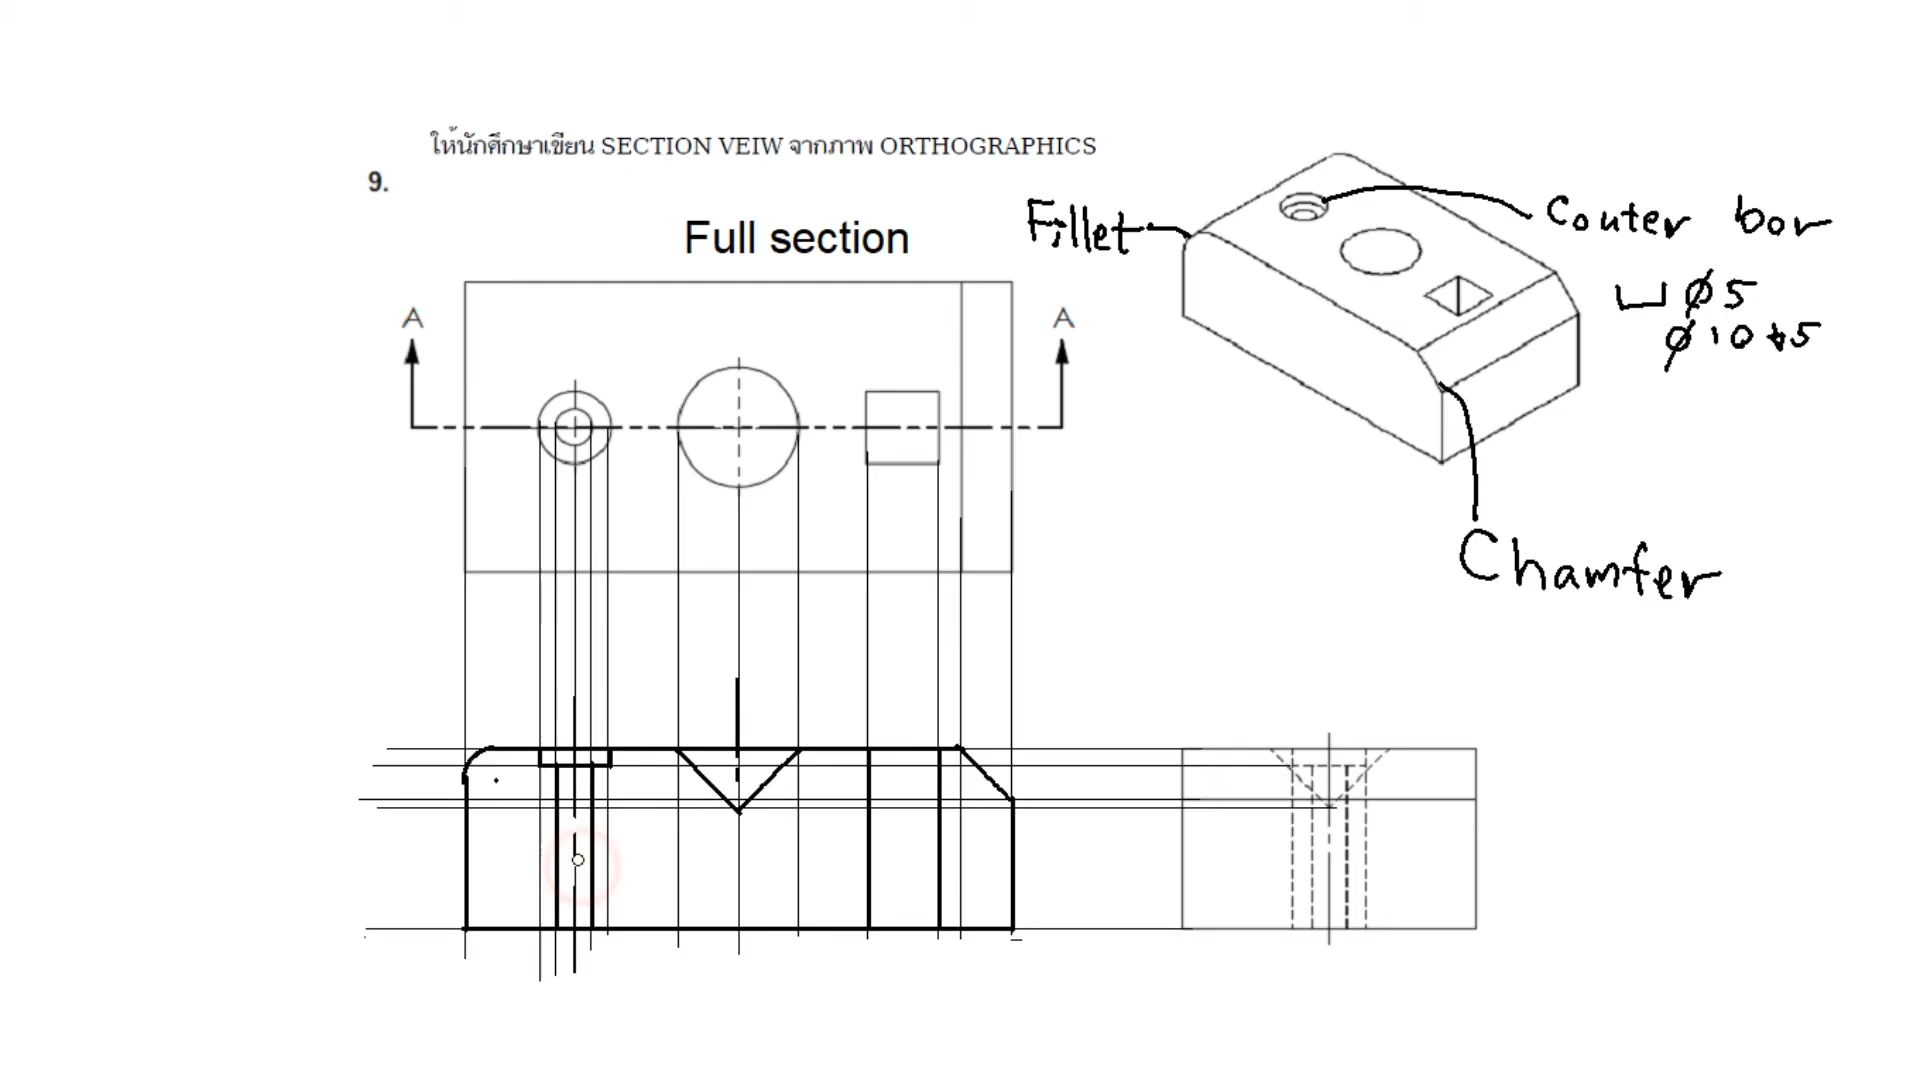 ให้นักศึกษาเขียน SECTION VEIW จากภาพ ORTHOGRAPHICS
9.
Full section
Fillet
Couter bor
⌴ ø5
ø10 ↧5
A
A
Chamfer